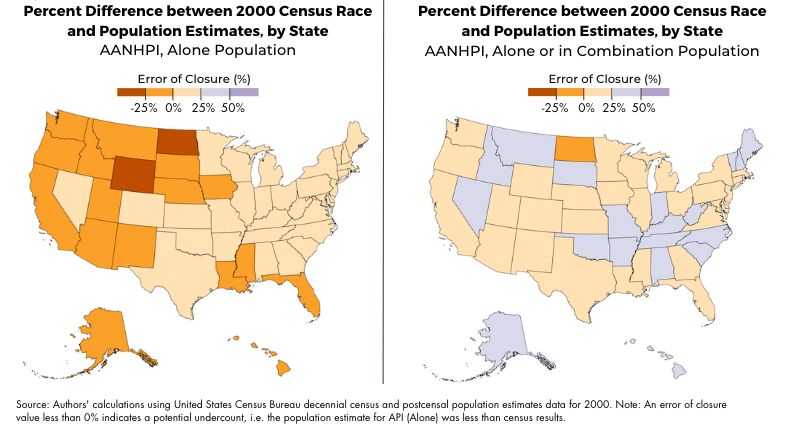 Percent Difference between 2000 Census Race
and Population Estimates, by State
AANHPI, Alone Population
Error of Closure (%)
-25% 0% 25% 50%
Percent Difference between 2000 Census Race
and Population Estimates, by State
AANHPI, Alone or in Combination Population
Error of Closure (%)
-25% 0% 25% 50%
Source: Authors' calculations using United States Census Bureau decennial census and postcensal population estimates data for 2000. Note: An error of closure
value less than 0% indicates a potential undercount, i.e. the population estimate for API (Alone) was less than census results.